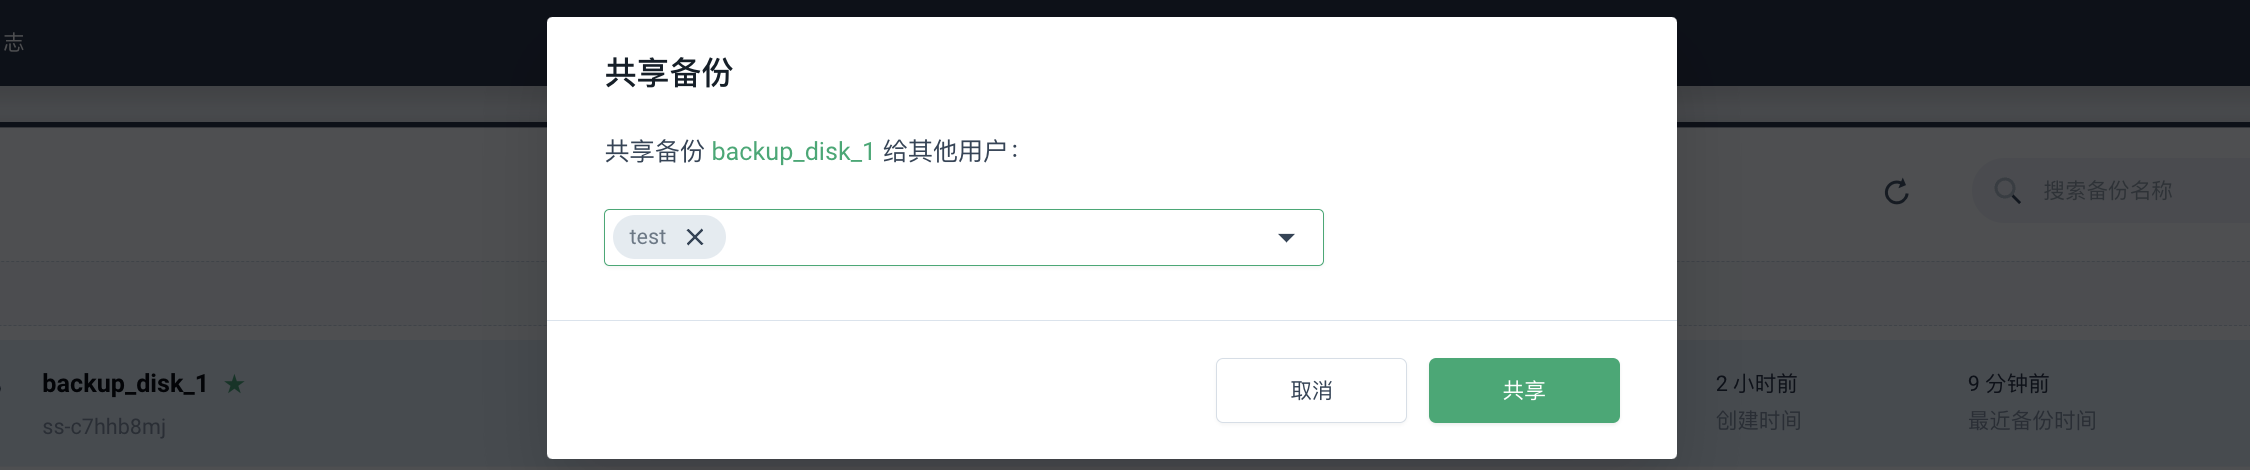 志
共享备份
共享备份 backup_disk_1 给其他用户：
test
搜索备份名称
取消
共享
backup_disk_1
2 小时前
9 分钟前
ss-c7hhb8mj
创建时间
最近备份时间